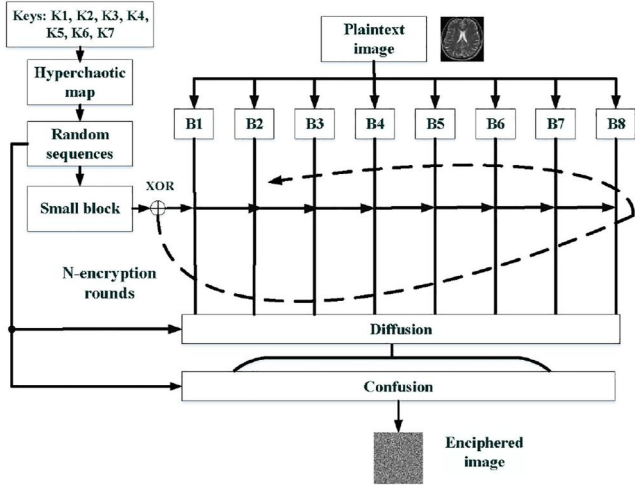 Keys: K1, K2, K3, K4,
K5, K6, K7
Hyperchaotic
map
Random
sequences
Small block
XOR
Plaintext
image
B1 B2 B3 B4 B5 B6 B7 B8
N-encryption
rounds
Diffusion
Confusion
Enciphered
image